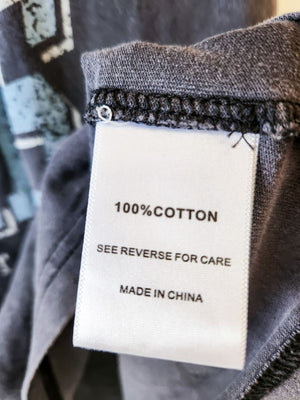 100%COTTON
SEE REVERSE FOR CARE
MADE IN CHINA